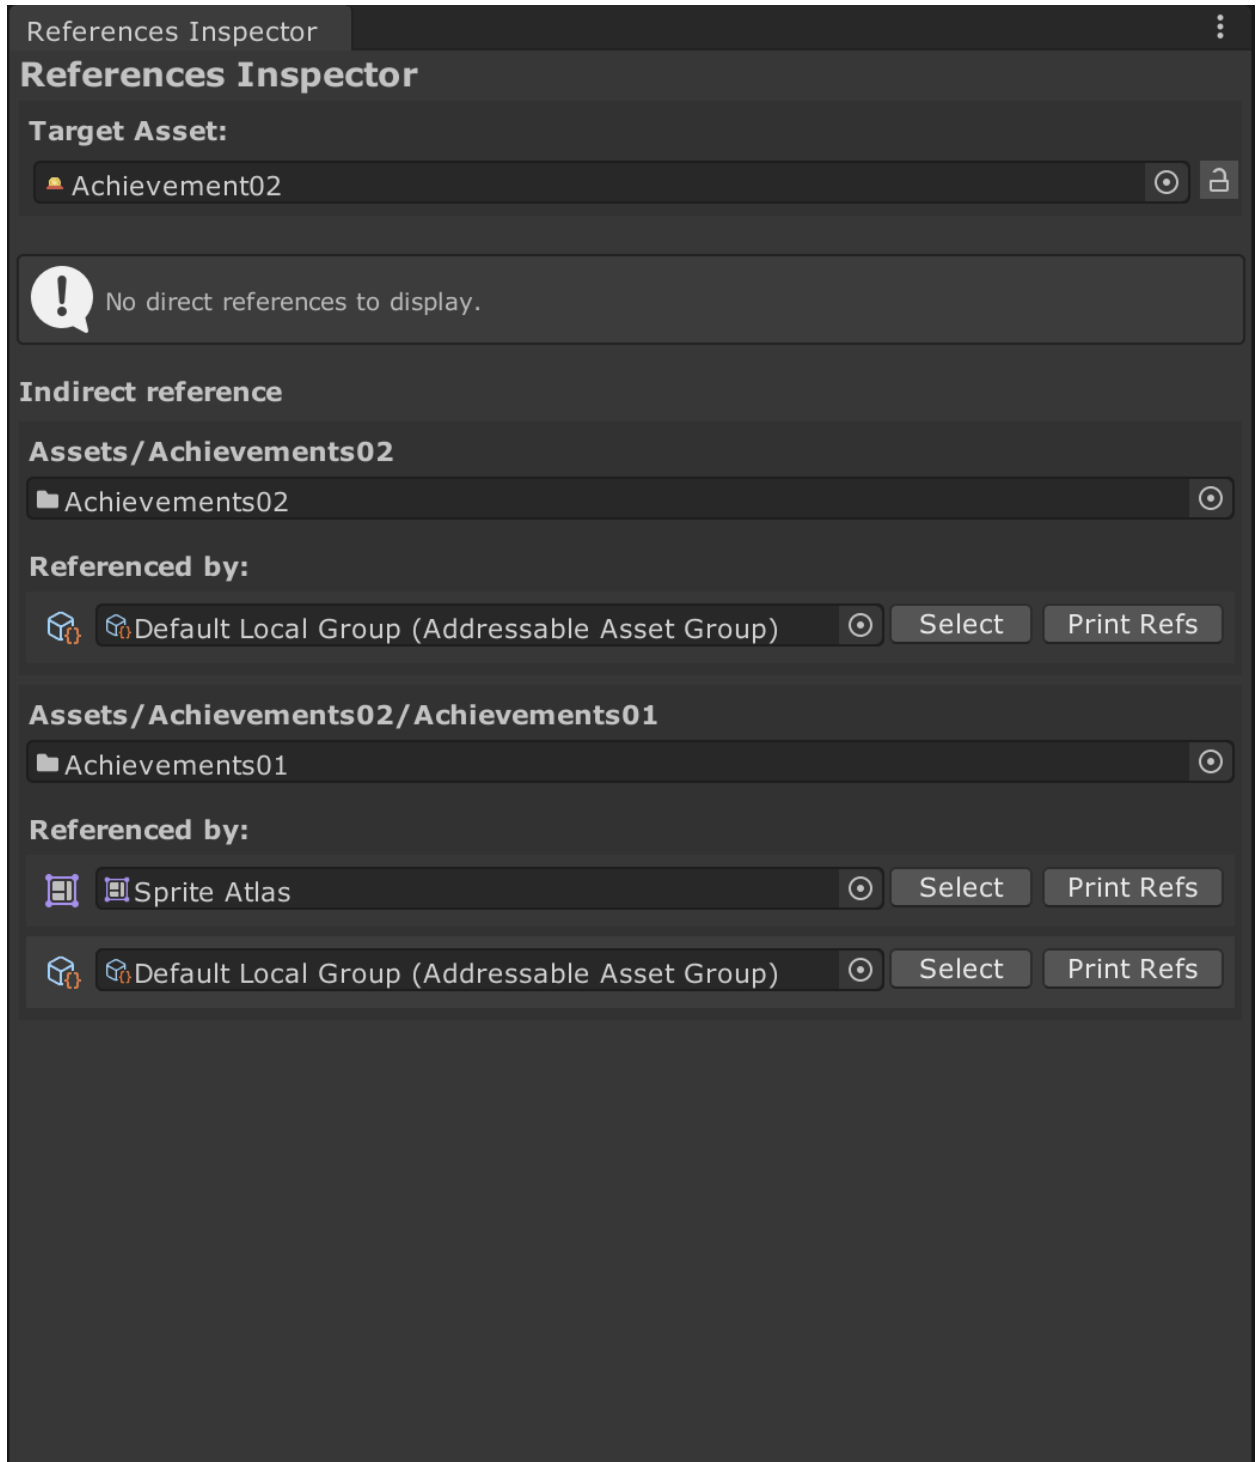 References Inspector
References Inspector
Target Asset:
Achievement02
No direct references to display.
Indirect reference
Assets/Achievements02
Achievements02
Referenced by:
Default Local Group (Addressable Asset Group) Select Print Refs
Assets/Achievements02/Achievements01
Achievements01
Referenced by:
Sprite Atlas Select Print Refs
Default Local Group (Addressable Asset Group) Select Print Refs